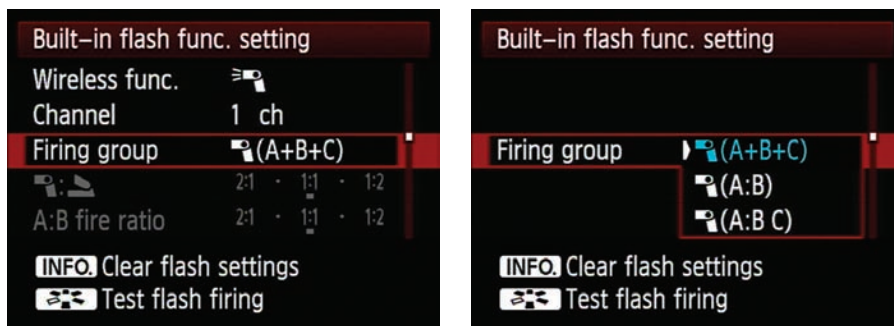 Built-in flash func. setting
Wireless func.
Channel 1 ch
Firing group (A+B+C)
: 2:1 · 1:1 · 1:2
A:B fire ratio 2:1 · 1:1 · 1:2
INFO. Clear flash settings
Test flash firing
Built-in flash func. setting
Firing group (A+B+C)
(A:B)
(A:B C)
INFO. Clear flash settings
Test flash firing